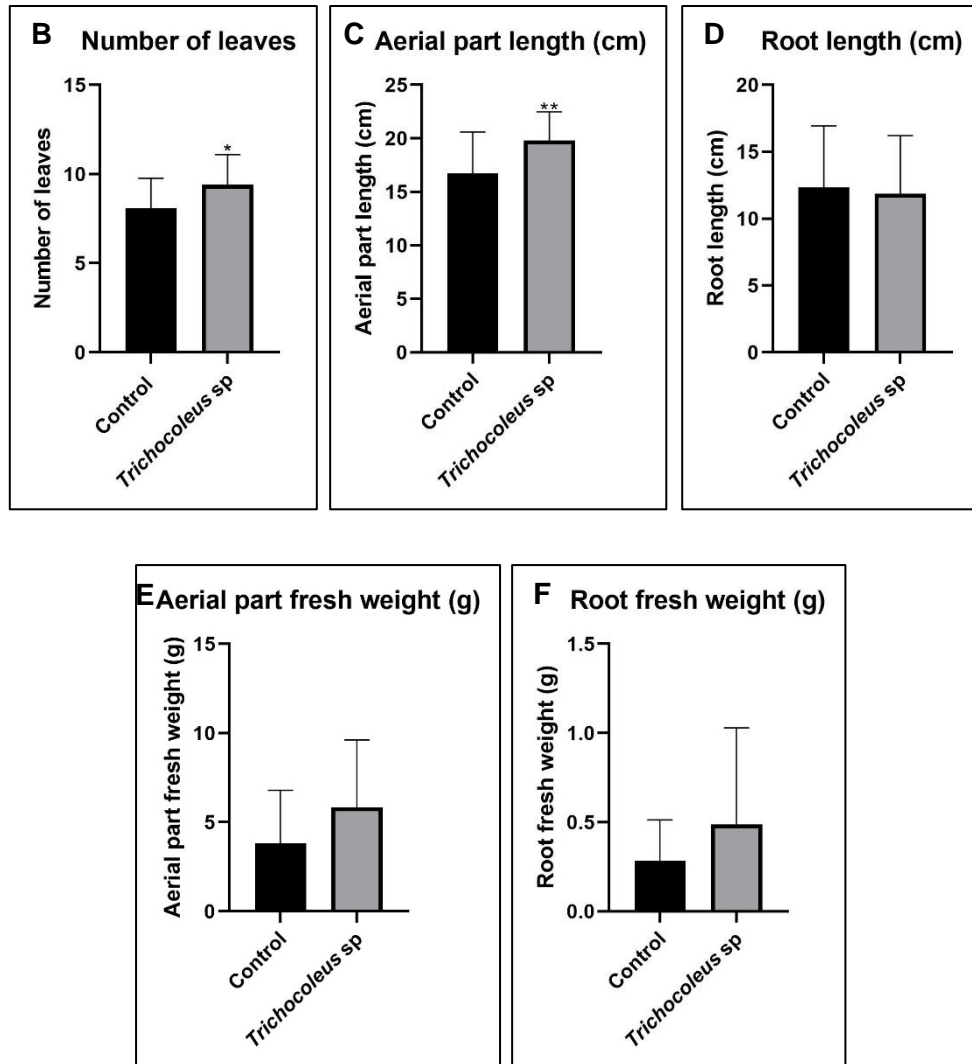 B Number of leaves
Number of leaves
15
10
5
0
*
Control
Trichocoleus sp
C Aerial part length (cm)
Aerial part length (cm)
25
20
15
10
5
0
**
Control
Trichocoleus sp
D Root length (cm)
Root length (cm)
20
15
10
5
0
Control
Trichocoleus sp
E Aerial part fresh weight (g)
Aerial part fresh weight (g)
15
10
5
0
Control
Trichocoleus sp
F Root fresh weight (g)
Root fresh weight (g)
1.5
1.0
0.5
0.0
Control
Trichocoleus sp